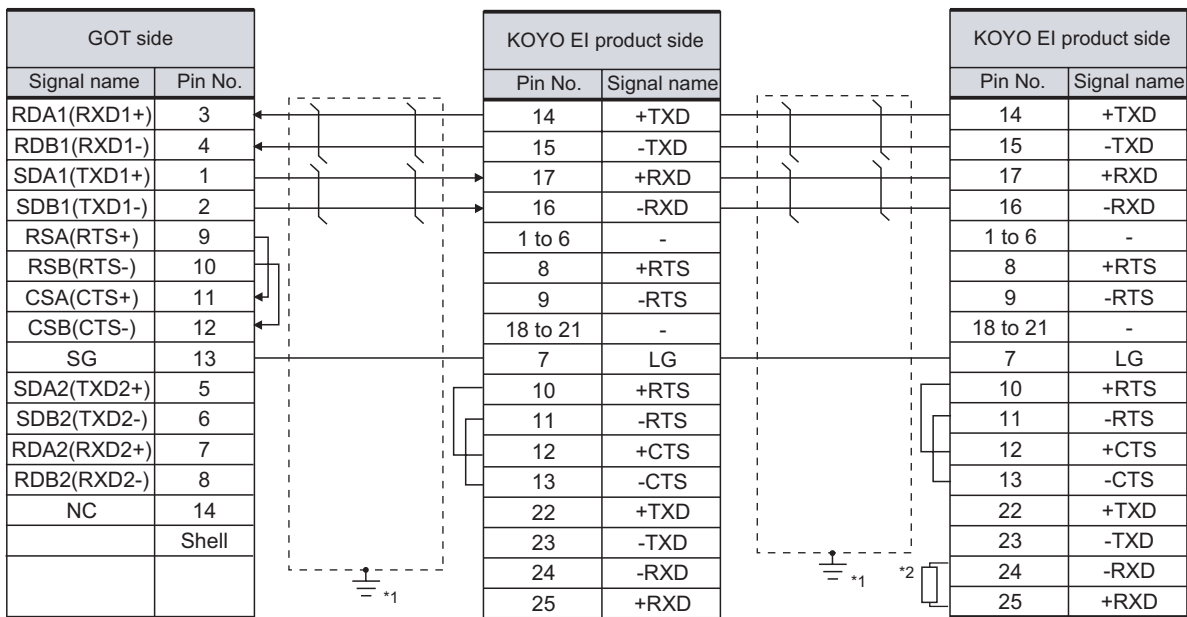 GOT side KOYO EI product side KOYO EI product side
Signal name Pin No. Pin No. Signal name Pin No. Signal name
RDA1(RXD1+) 3 14 +TXD 14 +TXD
RDB1(RXD1-) 4 15 -TXD 15 -TXD
SDA1(TXD1+) 1 17 +RXD 17 +RXD
SDB1(TXD1-) 2 16 -RXD 16 -RXD
RSA(RTS+) 9 1 to 6 - 1 to 6 -
RSB(RTS-) 10 8 +RTS 8 +RTS
CSA(CTS+) 11 9 -RTS 9 -RTS
CSB(CTS-) 12 18 to 21 - 18 to 21 -
SG 13 7 LG 7 LG
SDA2(TXD2+) 5 10 +RTS 10 +RTS
SDB2(TXD2-) 6 11 -RTS 11 -RTS
RDA2(RXD2+) 7 12 +CTS 12 +CTS
RDB2(RXD2-) 8 13 -CTS 13 -CTS
NC 14 22 +TXD 22 +TXD
Shell 23 -TXD 23 -TXD
*1 24 -RXD *1 *2 24 -RXD
25 +RXD 25 +RXD